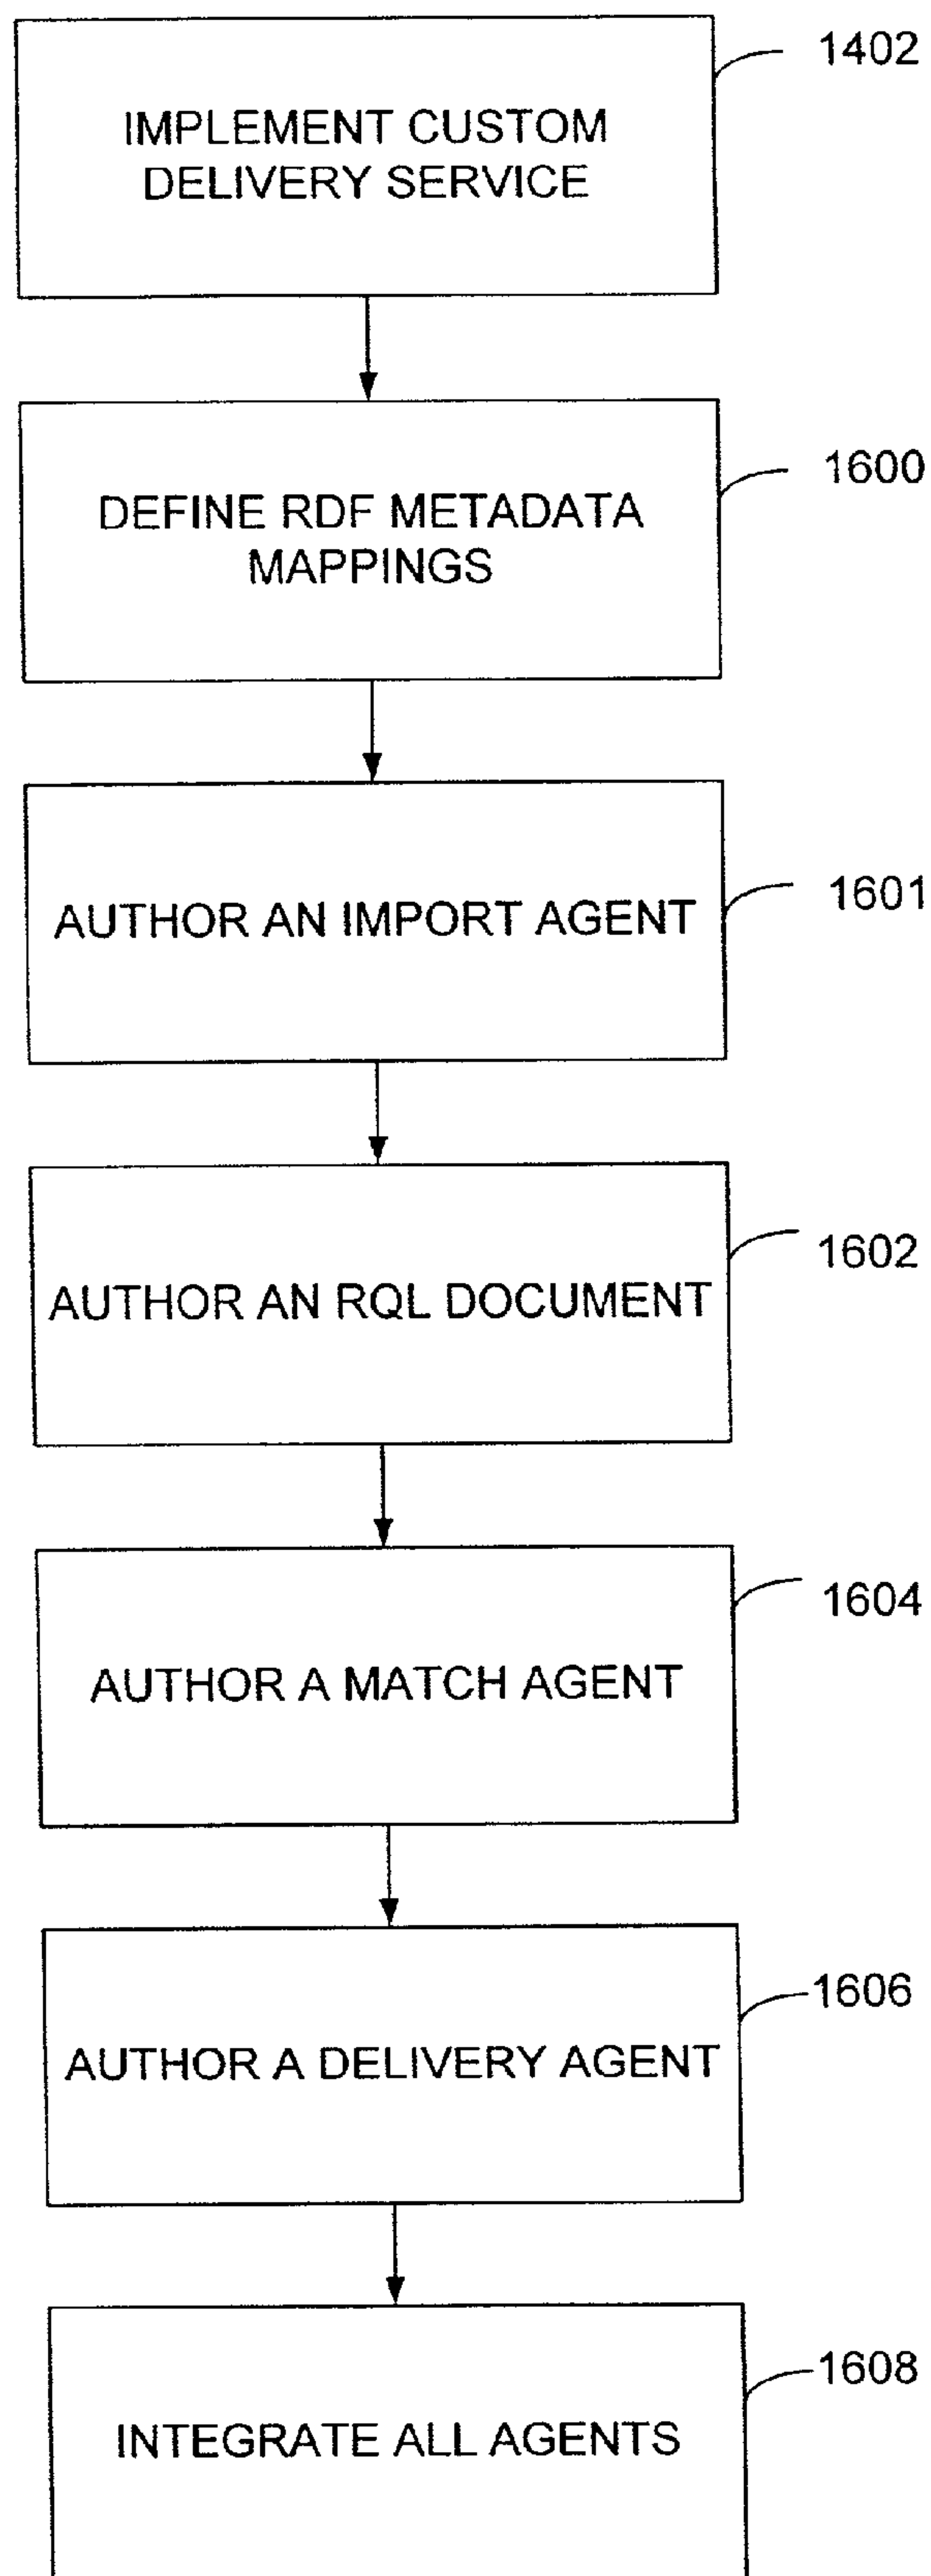 1402
IMPLEMENT CUSTOM
DELIVERY SERVICE
1600
DEFINE RDF METADATA
MAPPINGS
1601
AUTHOR AN IMPORT AGENT
1602
AUTHOR AN RQL DOCUMENT
1604
AUTHOR A MATCH AGENT
1606
AUTHOR A DELIVERY AGENT
1608
INTEGRATE ALL AGENTS